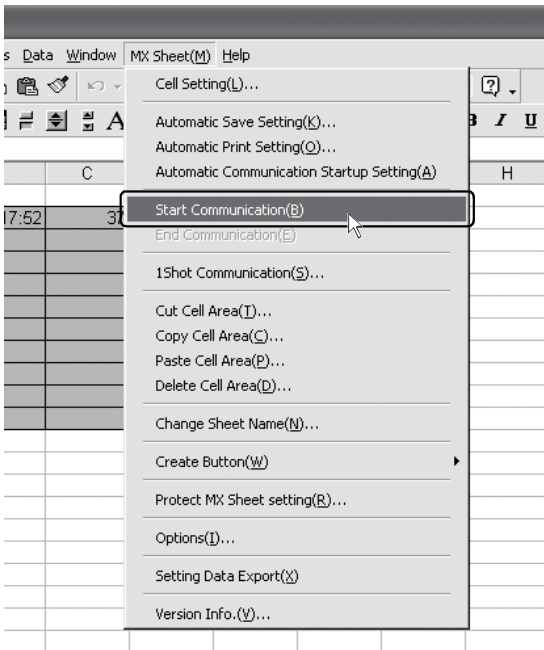 s Data Window MX Sheet(M) Help
Cell Setting(L)...
A
B I U
Automatic Save Setting(K)...
Automatic Print Setting(O)...
Automatic Communication Startup Setting(A)
C H
Start Communication(B)
17:52 37
End Communication(E)
1Shot Communication(S)...
Cut Cell Area(T)...
Copy Cell Area(C)...
Paste Cell Area(P)...
Delete Cell Area(D)...
Change Sheet Name(N)...
Create Button(W)
Protect MX Sheet setting(R)...
Options(I)...
Setting Data Export(X)
Version Info.(V)...